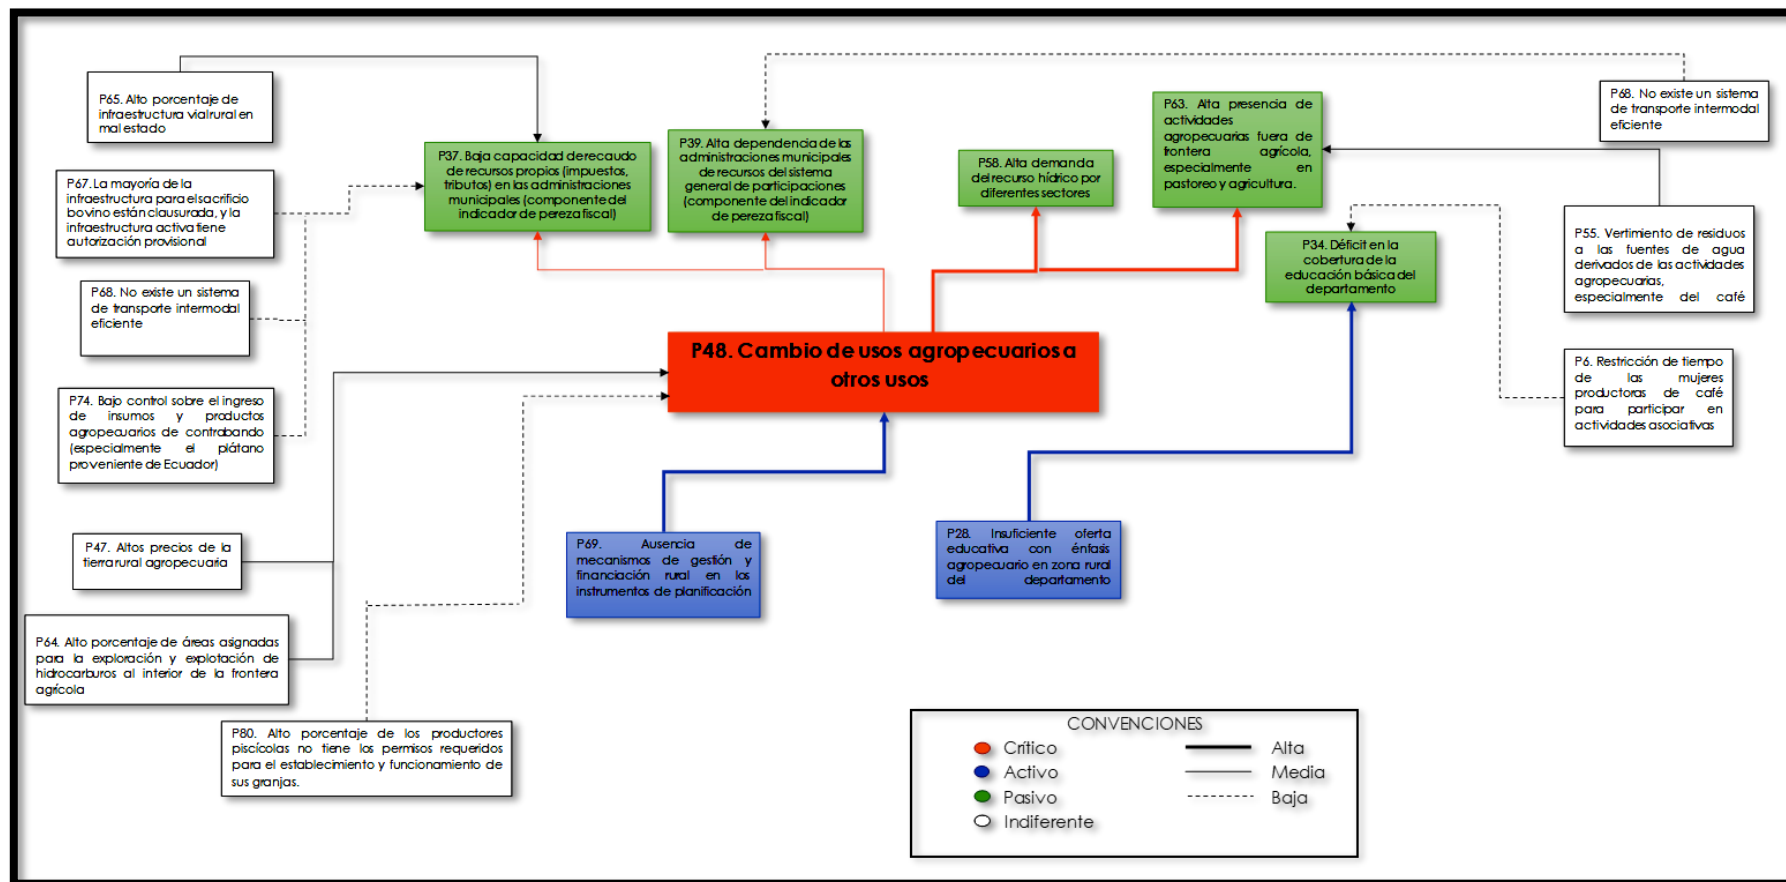 P65. Alto porcentaje de
infraestructura vial rural en
mal estado
P67. La mayoría de la
infraestructura para el sacrificio
bovino están clausurada, y la
infraestructura activa tiene
autorización provisional
P68. No existe un sistema
de transporte intermodal
eficiente
P74. Bajo control sobre el ingreso
de insumos y productos
agropecuarios de contrabando
(especialmente el plátano
proveniente de Ecuador)
P47. Altos precios de la
tierra rural agropecuaria
P64. Alto porcentaje de áreas asignadas
para la exploración y explotación de
hidrocarburos al interior de la frontera
agrícola
P80. Alto porcentaje de los productores
piscícolas no tiene los permisos requeridos
para el establecimiento y funcionamiento de
sus granjas.
P37. Baja capacidad de recaudo
de recursos propios (impuestos,
tributos) en las administraciones
municipales (componente del
indicador de pereza fiscal)
P39. Alta dependencia de las
administraciones municipales
de recursos del sistema
general de participaciones
(componente del indicador
de pereza fiscal)
P58. Alta demanda
del recurso hídrico por
diferentes sectores
P63. Alta presencia de
actividades
agropecuarias fuera de
frontera agrícola,
especialmente en
pastoreo y agricultura.
P34. Déficit en la
cobertura de la
educación básica del
departamento
P68. No existe un sistema
de transporte intermodal
eficiente
P55. Vertimiento de residuos
a las fuentes de agua
derivados de las actividades
agropecuarias,
especialmente del café
P6. Restricción de tiempo
de las mujeres
productoras de café
para participar en
actividades asociativas
P48. Cambio de usos agropecuarios a
otros usos
P69. Ausencia de
mecanismos de gestión y
financiación rural en los
instrumentos de planificación
P28. Insuficiente oferta
educativa con énfasis
agropecuario en zona rural
del departamento
CONVENCIONES
Crítico
Activo
Pasivo
Indiferente
Alta
Media
Baja